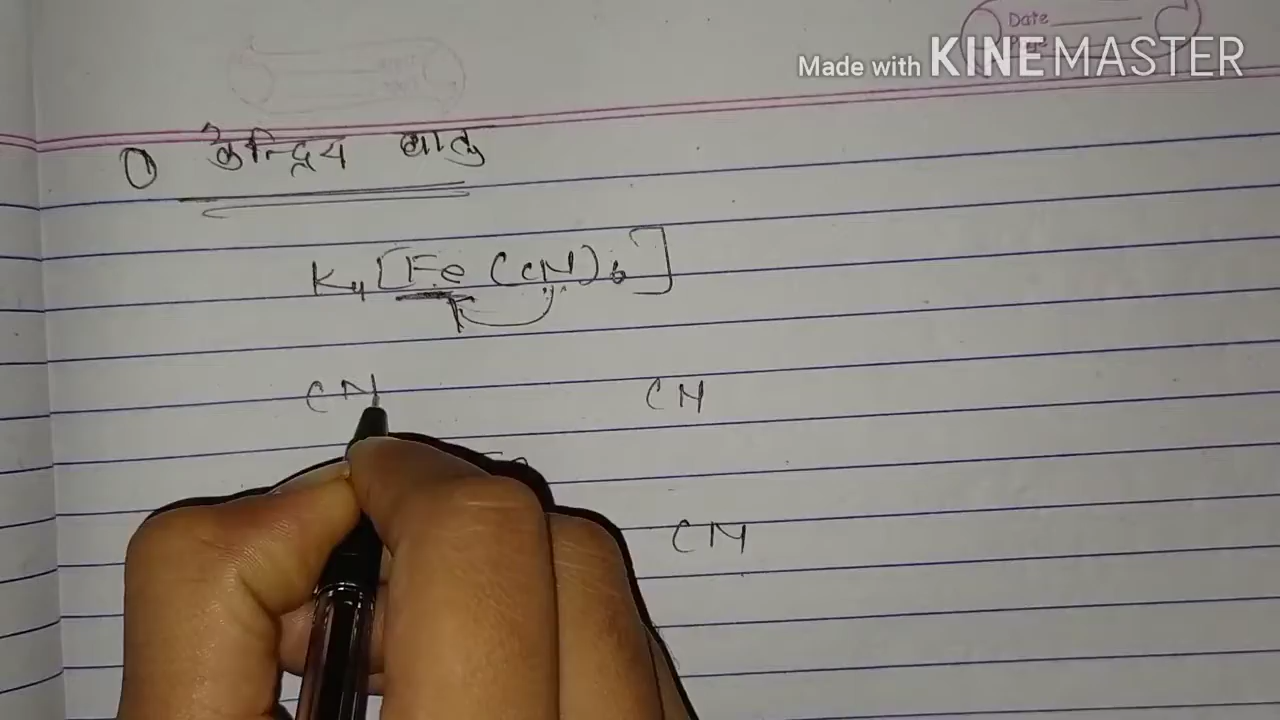 Date
Made with KINEMASTER
① केन्द्रिय धातु
K₄[Fe(CN)₆]
CN CN
CN